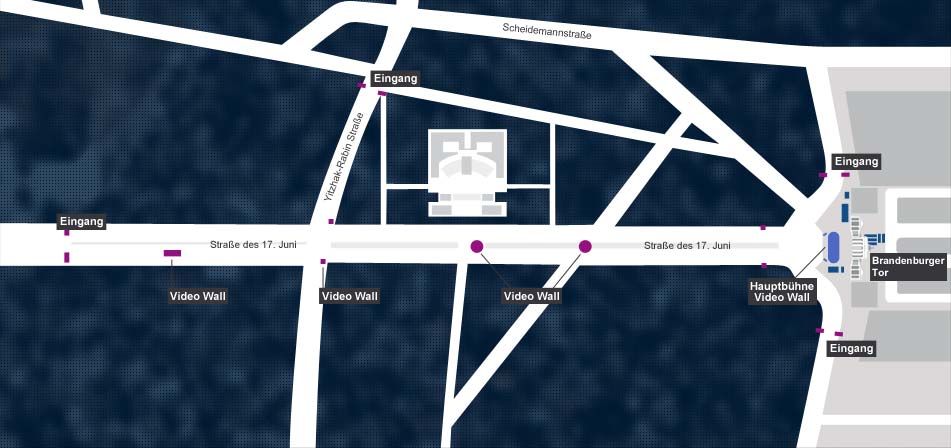 Scheidemannstraße
Eingang
Yitzhak-Rabin Straße
Eingang
Eingang
Straße des 17. Juni
Straße des 17. Juni
Brandenburger
Tor
Video Wall
Video Wall
Video Wall
Hauptbühne
Video Wall
Eingang